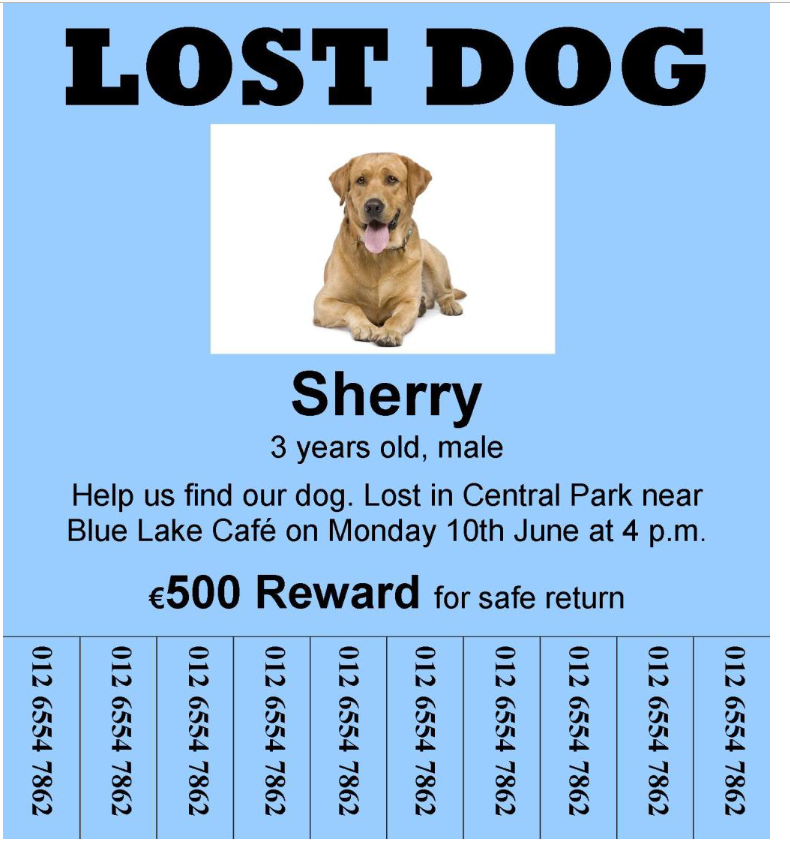 LOST DOG
Sherry
3 years old, male
Help us find our dog. Lost in Central Park near
Blue Lake Café on Monday 10th June at 4 p.m.
€500 Reward for safe return
012 6554 7862
012 6554 7862
012 6554 7862
012 6554 7862
012 6554 7862
012 6554 7862
012 6554 7862
012 6554 7862
012 6554 7862
012 6554 7862